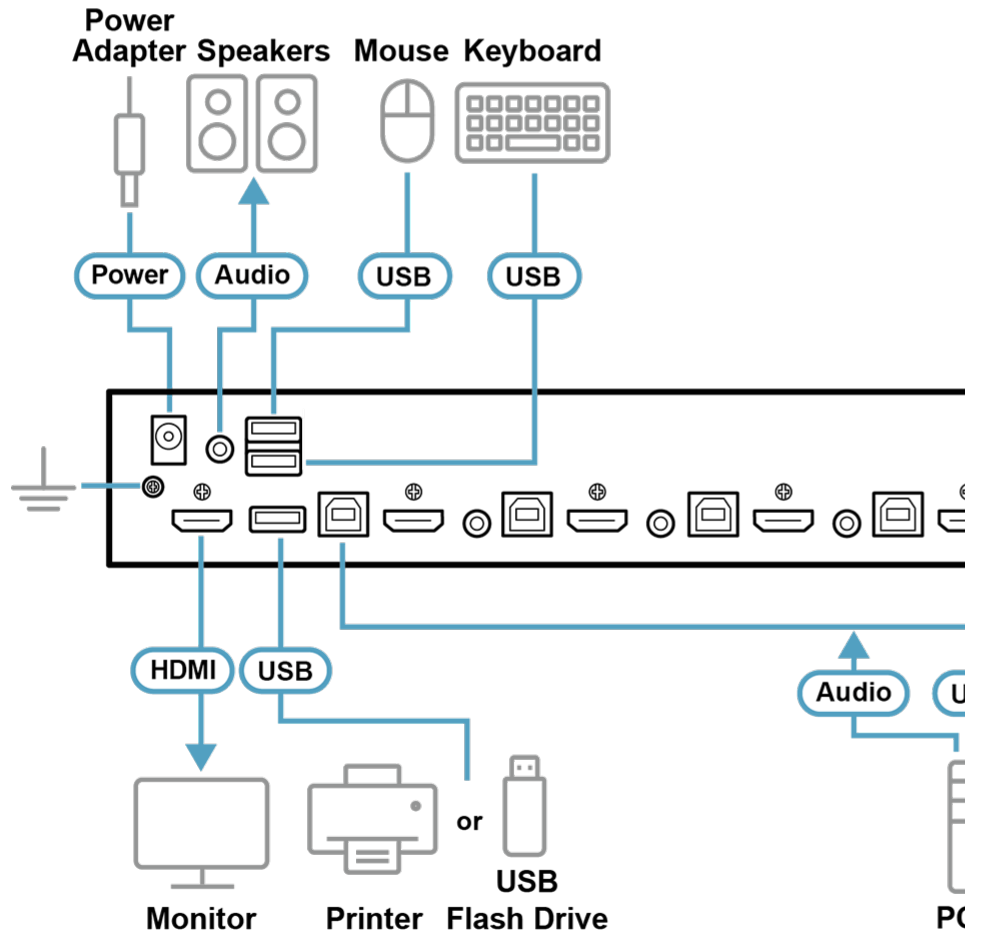 Power
Adapter Speakers Mouse Keyboard
Power Audio USB USB
HDMI USB
Audio
or
USB
Monitor Printer Flash Drive